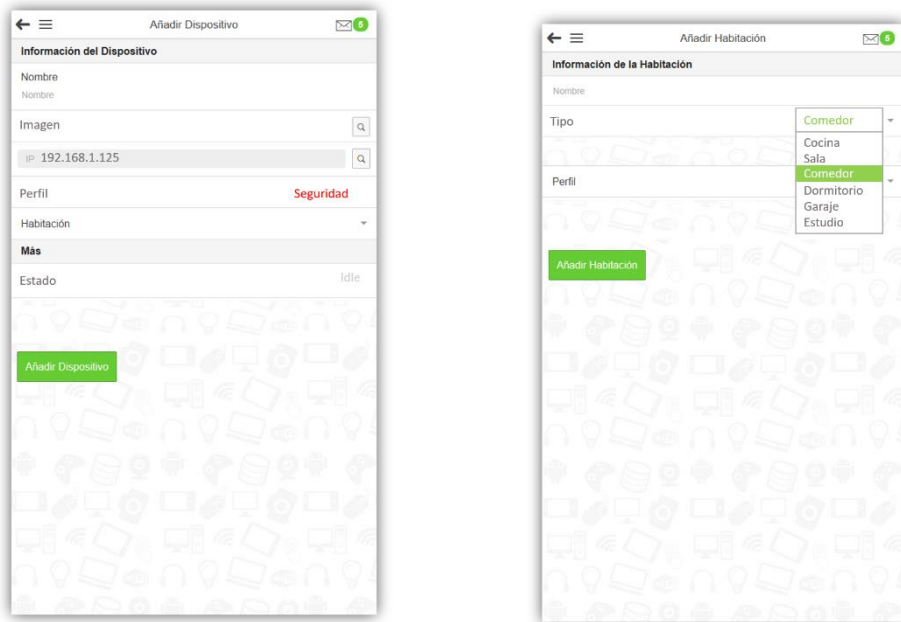 Añadir Dispositivo
5
Información del Dispositivo
Nombre
Nombre
Imagen
IP 192.168.1.125
Perfil Seguridad
Habitación
Más
Estado Idle
Añadir Dispositivo
Añadir Habitación
5
Información de la Habitación
Nombre
Tipo Comedor
Cocina
Sala
Comedor
Dormitorio
Garaje
Estudio
Perfil
Añadir Habitación